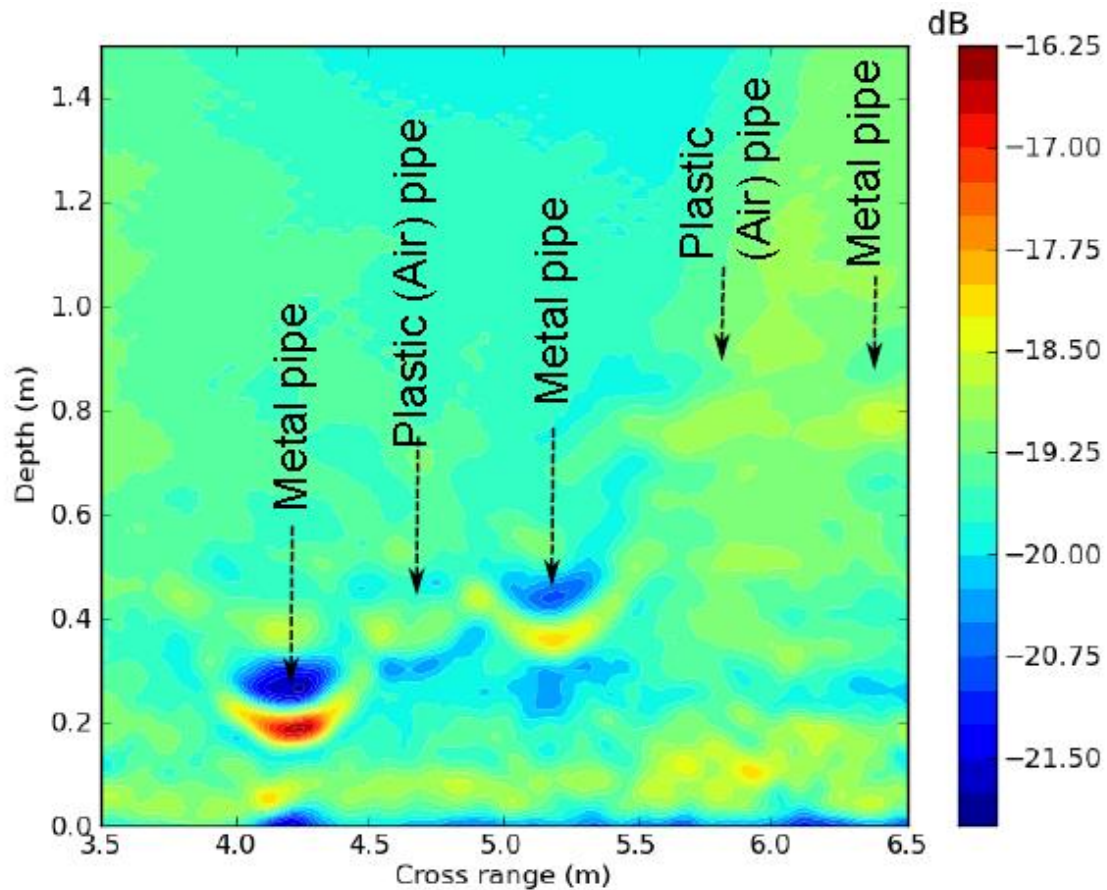 dB
Metal pipe
Plastic (Air) pipe
Metal pipe
Plastic
(Air) pipe
Metal pipe
1.4
1.2
1.0
0.8
0.6
0.4
0.2
0.0
Depth (m)
3.5 4.0 4.5 5.0 5.5 6.0 6.5
Cross range (m)
−16.25
−17.00
−17.75
−18.50
−19.25
−20.00
−20.75
−21.50